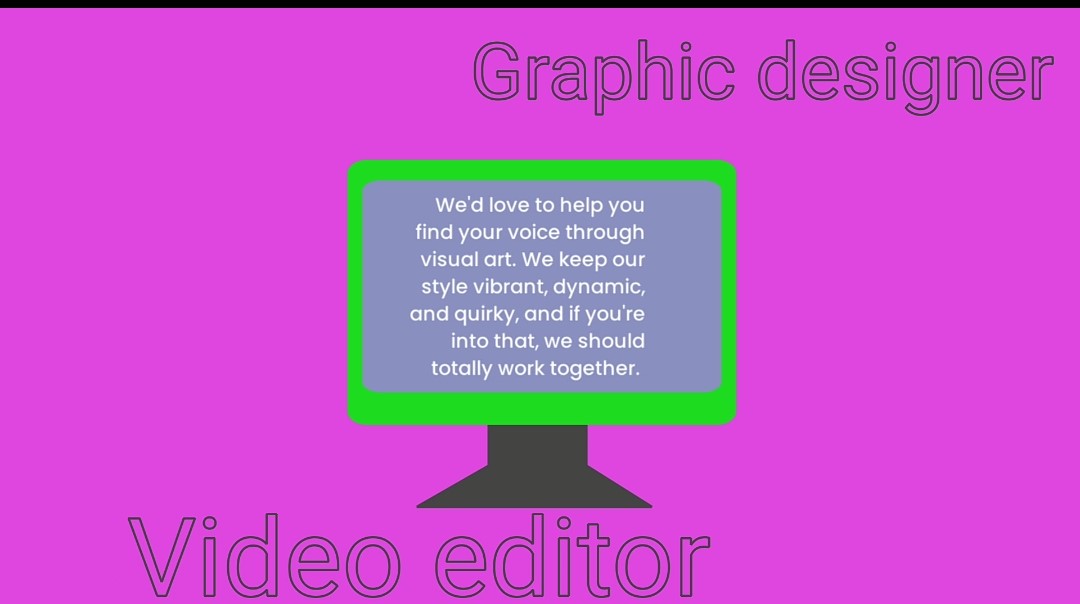 Graphic designer
We'd love to help you
find your voice through
visual art. We keep our
style vibrant, dynamic,
and quirky, and if you're
into that, we should
totally work together.
Video editor